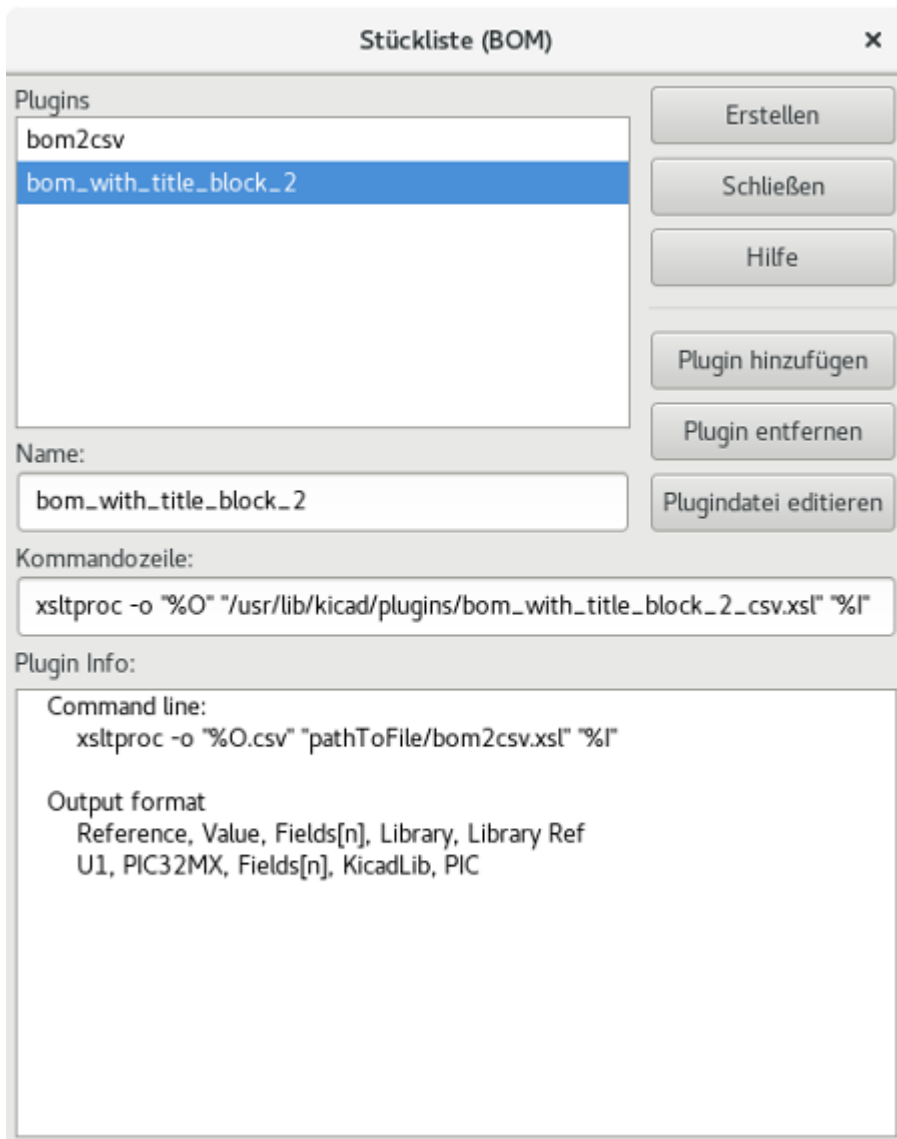 Stückliste (BOM)
Plugins
bom2csv
bom_with_title_block_2
Erstellen
Schließen
Hilfe
Plugin hinzufügen
Plugin entfernen
Plugindatei editieren
Name:
bom_with_title_block_2
Kommandozeile:
xsltproc -o "%O" "/usr/lib/kicad/plugins/bom_with_title_block_2_csv.xsl" "%I"
Plugin Info:
Command line:
xsltproc -o "%O.csv" "pathToFile/bom2csv.xsl" "%I"
Output format
Reference, Value, Fields[n], Library, Library Ref
U1, PIC32MX, Fields[n], KicadLib, PIC